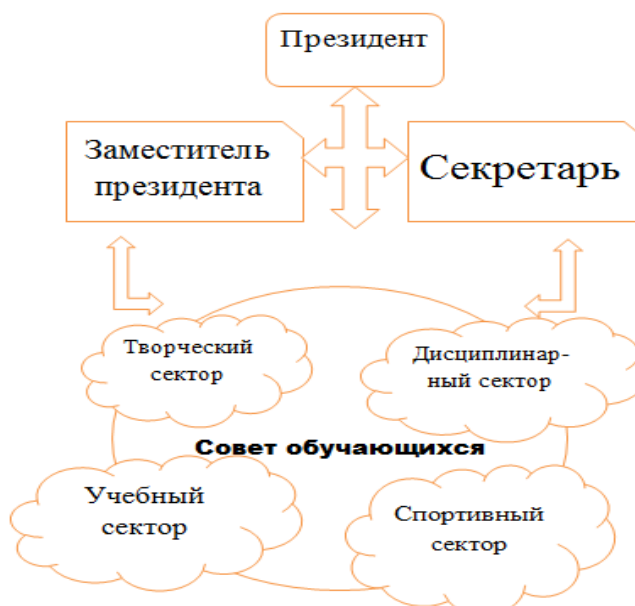 Президент
Заместитель
президента
Секретарь
Творческий
сектор
Дисциплинар-
ный сектор
Совет обучающихся
Учебный
сектор
Спортивный
сектор